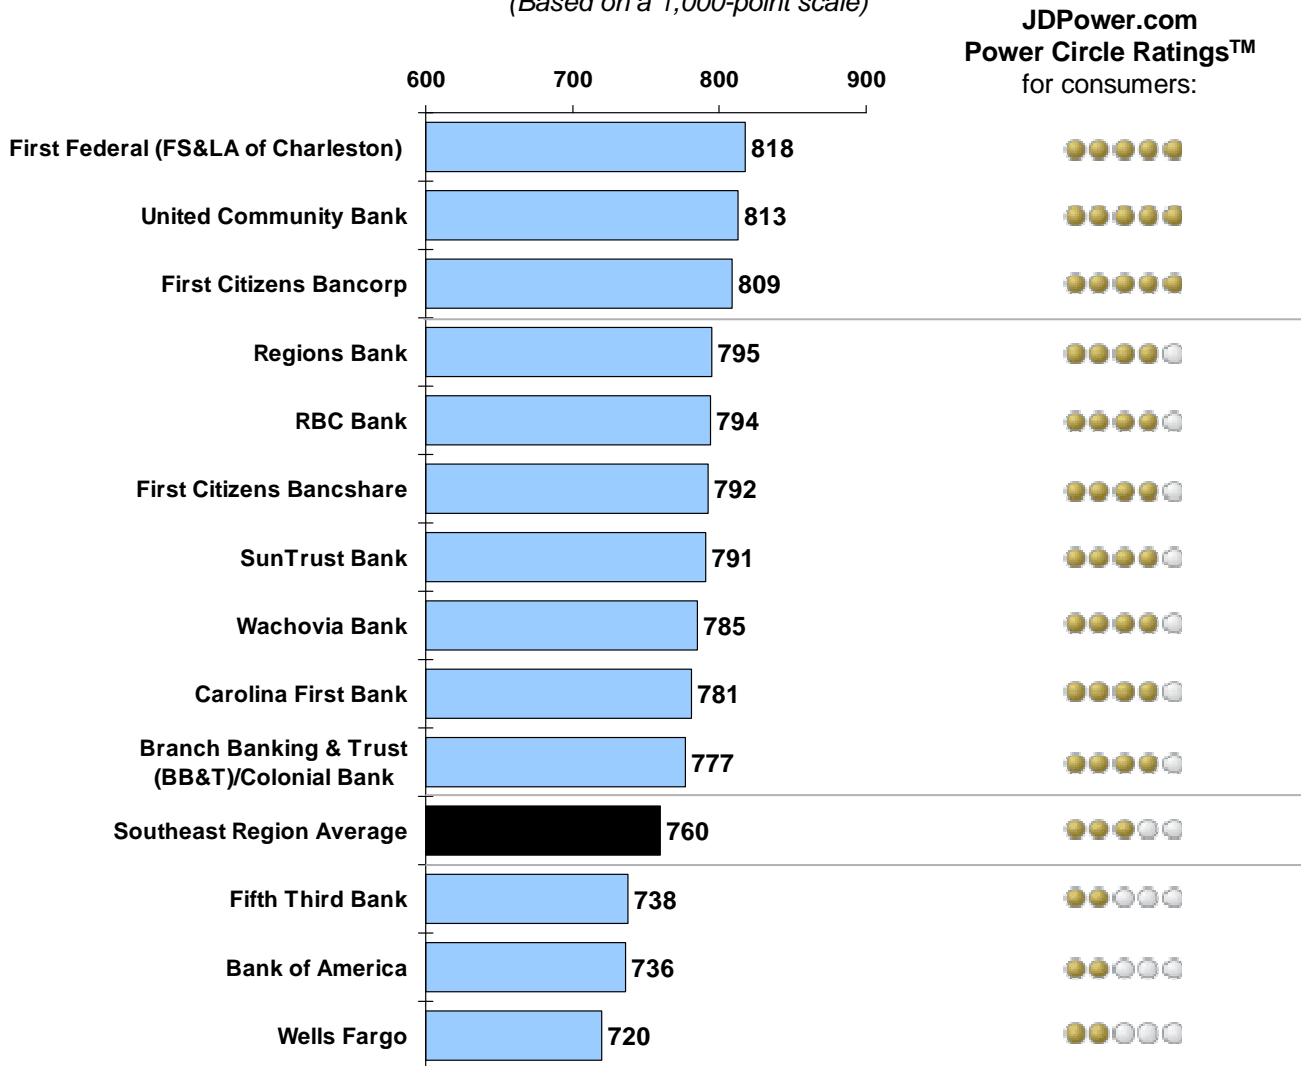 (Based on a 1,000-point scale)
JDPower.com
Power Circle Ratings™
for consumers:
600 700 800 900
First Federal (FS&LA of Charleston) 818
United Community Bank 813
First Citizens Bancorp 809
Regions Bank 795
RBC Bank 794
First Citizens Bancshare 792
SunTrust Bank 791
Wachovia Bank 785
Carolina First Bank 781
Branch Banking & Trust
(BB&T)/Colonial Bank 777
Southeast Region Average 760
Fifth Third Bank 738
Bank of America 736
Wells Fargo 720